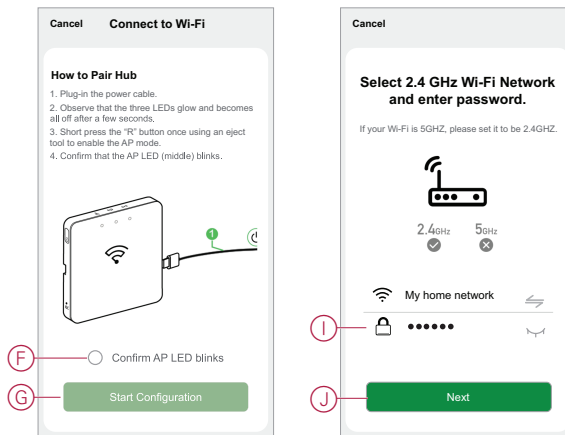 Cancel Connect to Wi-Fi
How to Pair Hub
1. Plug-in the power cable.
2. Observe that the three LEDs glow and becomes
all off after a few seconds.
3. Short press the “R” button once using an eject
tool to enable the AP mode.
4. Confirm that the AP LED (middle) blinks.
1
R
F
Confirm AP LED blinks
G
Start Configuration
Cancel
Select 2.4 GHz Wi-Fi Network
and enter password.
If your Wi-Fi is 5GHZ, please set it to be 2.4GHZ.
2.4GHz 5GHz
My home network
I
••••••
J
Next